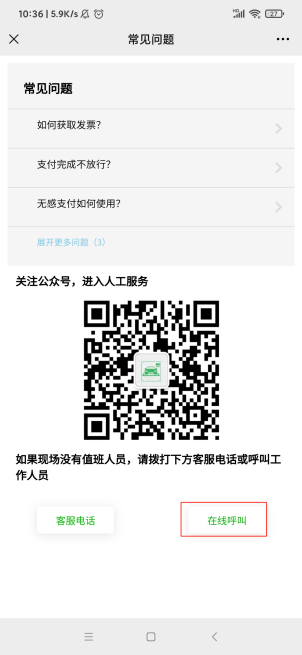 10:36 | 5.9K/s
27
常见问题
常见问题
如何获取发票？
支付完成不放行？
无感支付如何使用？
展开更多问题（3）
关注公众号，进入人工服务
如果现场没有值班人员，请拨打下方客服电话或呼叫工
作人员
客服电话
在线呼叫